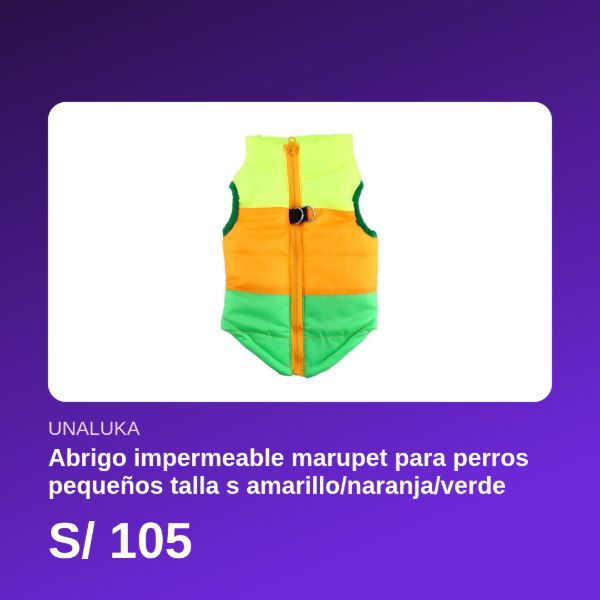 UNALUKA
Abrigo impermeable marupet para perros
pequeños talla s amarillo/naranja/verde
S/ 105